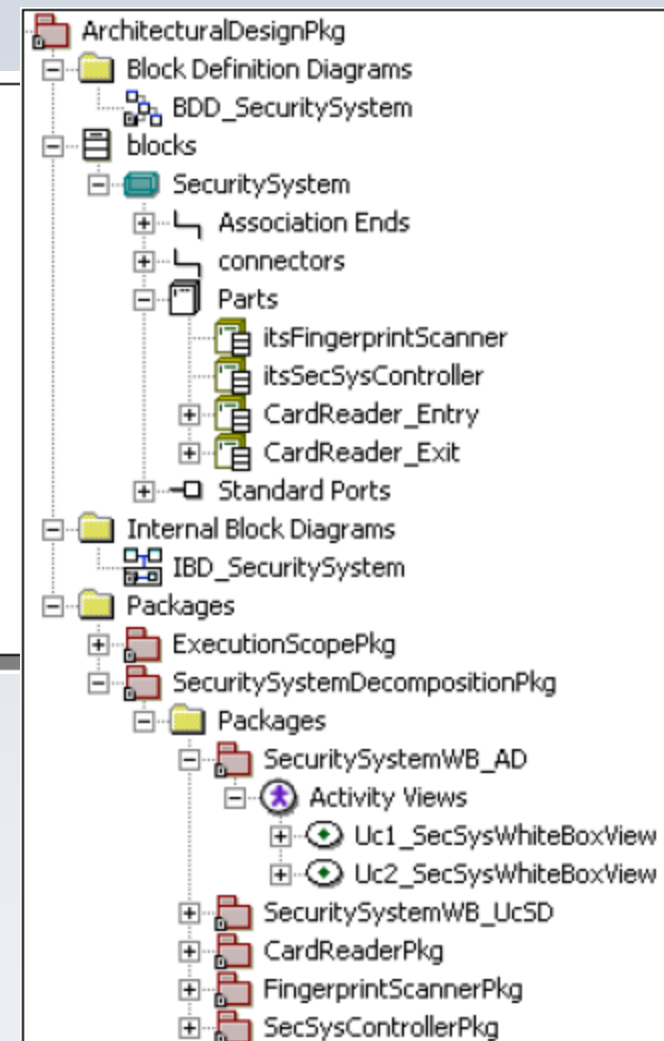 ArchitecturalDesignPkg
Block Definition Diagrams
BDD_SecuritySystem
blocks
SecuritySystem
Association Ends
connectors
Parts
itsFingerprintScanner
itsSecSysController
CardReader_Entry
CardReader_Exit
Standard Ports
Internal Block Diagrams
IBD_SecuritySystem
Packages
ExecutionScopePkg
SecuritySystemDecompositionPkg
Packages
SecuritySystemWB_AD
Activity Views
Uc1_SecSysWhiteBoxView
Uc2_SecSysWhiteBoxView
SecuritySystemWB_UcSD
CardReaderPkg
FingerprintScannerPkg
SecSysControllerPkg